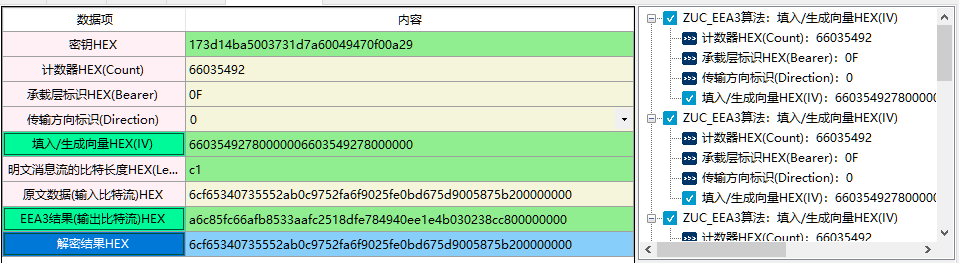 数据项 内容
密钥HEX 173d14ba5003731d7a60049470f00a29
计数器HEX(Count) 66035492
承载层标识HEX(Bearer) 0F
传输方向标识(Direction) 0
填入/生成向量HEX(IV) 66035492780000006603549278000000
明文消息流的比特长度HEX(Le... c1
原文数据(输入比特流)HEX 6cf65340735552ab0c9752fa6f9025fe0bd675d9005875b200000000
EEA3结果(输出比特流)HEX a6c85fc66afb8533aafc2518dfe784940ee1e4b030238cc800000000
解密结果HEX 6cf65340735552ab0c9752fa6f9025fe0bd675d9005875b200000000
ZUC_EEA3算法：填入/生成向量HEX(IV)
计数器HEX(Count)：66035492
承载层标识HEX(Bearer)：0F
传输方向标识(Direction)：0
填入/生成向量HEX(IV)：660354927800000
ZUC_EEA3算法：填入/生成向量HEX(IV)
计数器HEX(Count)：66035492
承载层标识HEX(Bearer)：0F
传输方向标识(Direction)：0
填入/生成向量HEX(IV)：660354927800000
ZUC_EEA3算法：填入/生成向量HEX(IV)
计数器HEX(Count)：66035492